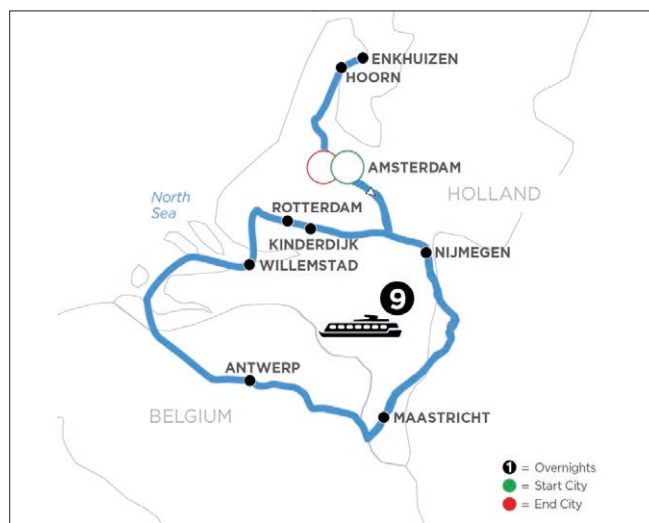 ENKHUIZEN
HOORN
AMSTERDAM
HOLLAND
North
Sea
ROTTERDAM
KINDERDIJK
NIJMEGEN
WILLEMSTAD
9
ANTWERP
BELGIUM
MAASTRICHT
1 = Overnights
= Start City
= End City